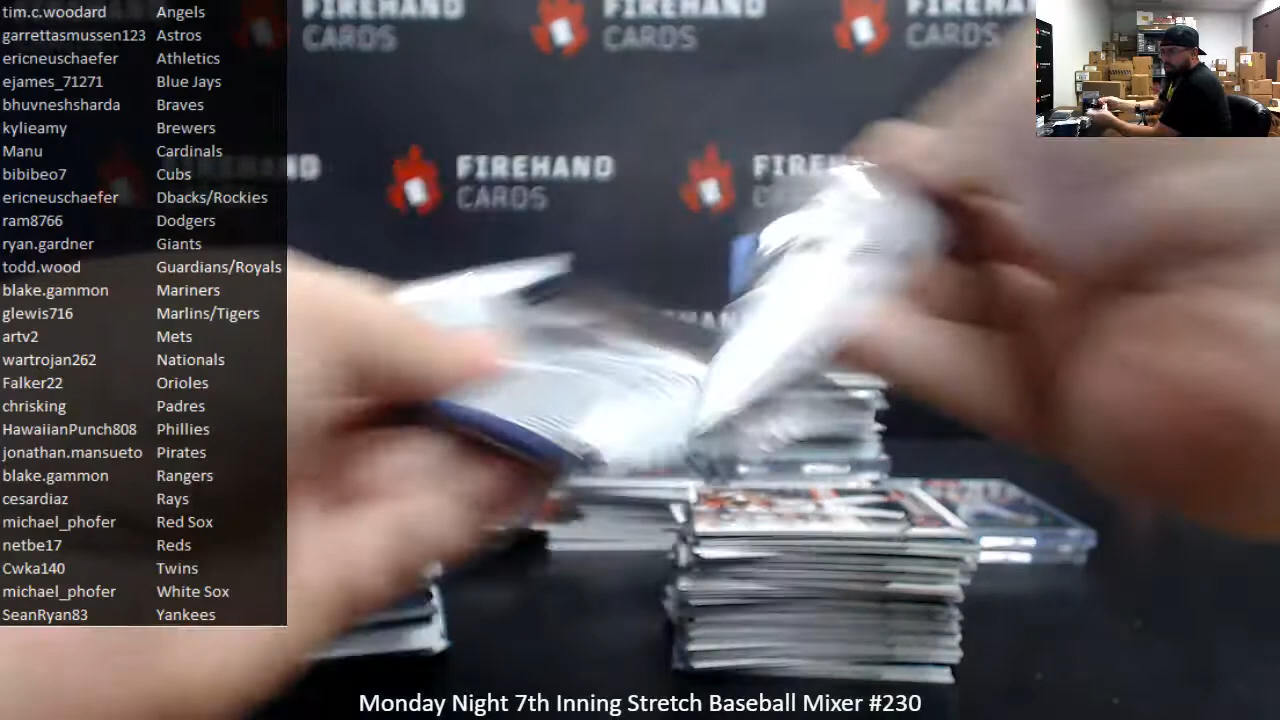 tim.c.woodard Angels
garrettasmussen123 Astros
ericneuschaefer Athletics
ejames_71271 Blue Jays
bhuvneshsharda Braves
kylieamy Brewers
Manu Cardinals
bibibeo7 Cubs
ericneuschaefer Dbacks/Rockies
ram8766 Dodgers
ryan.gardner Giants
todd.wood Guardians/Royals
blake.gammon Mariners
glewis716 Marlins/Tigers
artv2 Mets
wartrojan262 Nationals
Falker22 Orioles
chrisking Padres
HawaiianPunch808 Phillies
jonathan.mansueto Pirates
blake.gammon Rangers
cesardiaz Rays
michael_phofer Red Sox
netbe17 Reds
Cwka140 Twins
michael_phofer White Sox
SeanRyan83 Yankees
FIREHAND
CARDS
FIREHAND
CARDS
FIREHAN
CARDS
FIREHAND
CARDS
FIREH
Monday Night 7th Inning Stretch Baseball Mixer #230